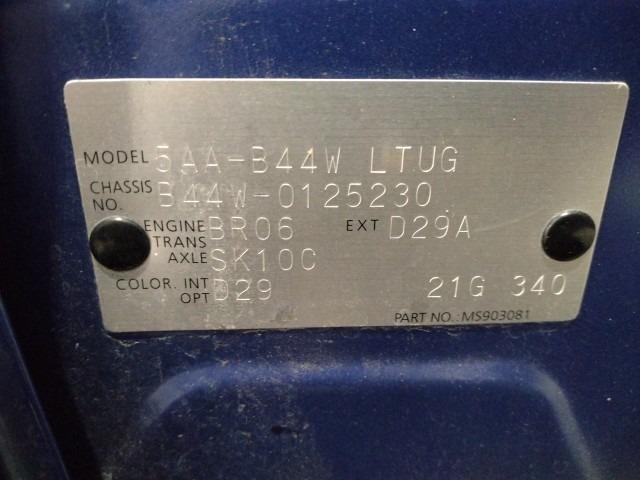 MODEL 5AA-B44W LTUG
CHASSIS NO. B44W-0125230
ENGINE BR06 EXT D29A
TRANS AXLE SK10C
COLOR. INT OPT D29 21G 340
PART NO.: MS903081